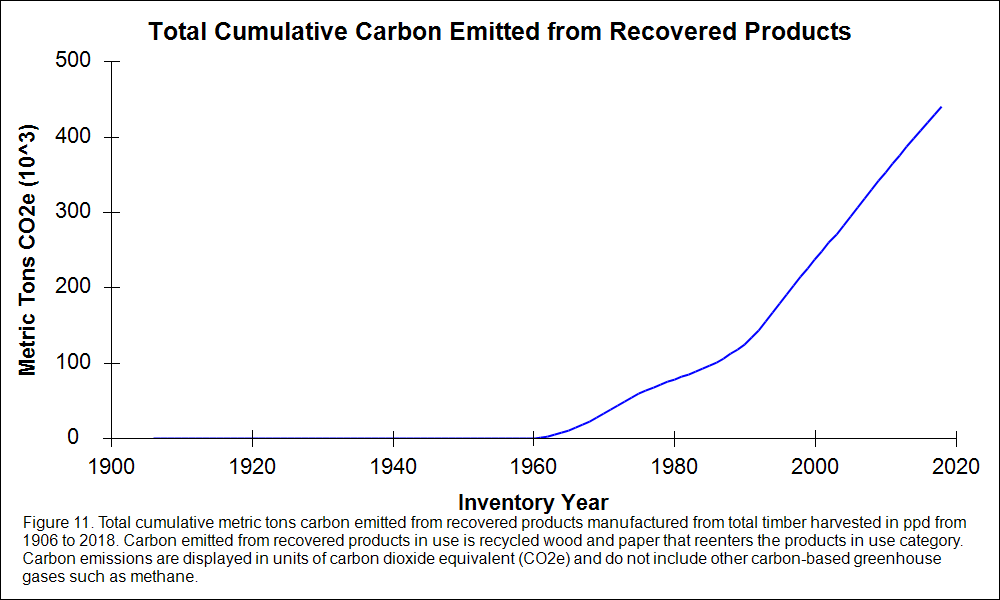 Total Cumulative Carbon Emitted from Recovered Products
500
400
300
200
100
0
Metric Tons CO2e (10^3)
1900 1920 1940 1960 1980 2000 2020
Inventory Year
Figure 11. Total cumulative metric tons carbon emitted from recovered products manufactured from total timber harvested in ppd from
1906 to 2018. Carbon emitted from recovered products in use is recycled wood and paper that reenters the products in use category.
Carbon emissions are displayed in units of carbon dioxide equivalent (CO2e) and do not include other carbon-based greenhouse
gases such as methane.